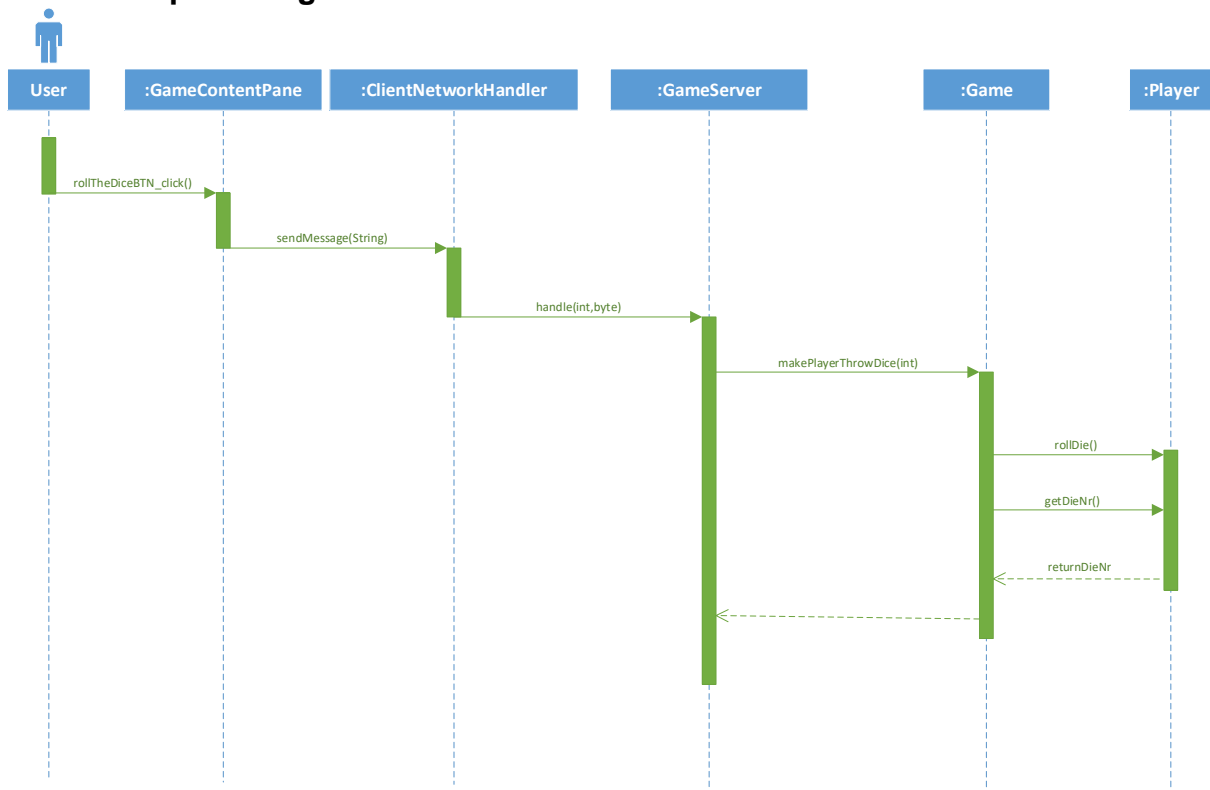 User
:GameContentPane
:ClientNetworkHandler
:GameServer
:Game
:Player
rollTheDiceBTN_click()
sendMessage(String)
handle(int,byte)
makePlayerThrowDice(int)
rollDie()
getDieNr()
returnDieNr